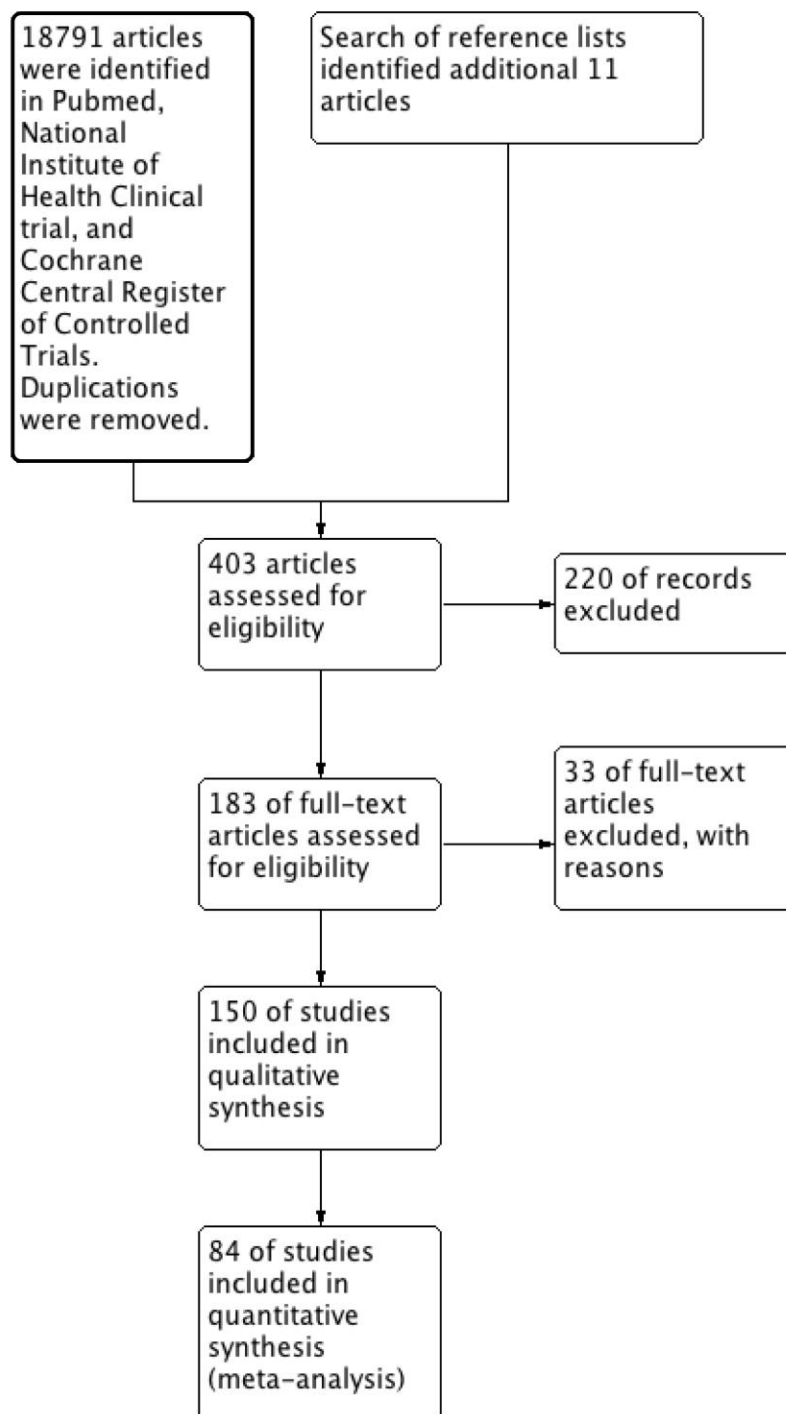 18791 articles
were identified
in Pubmed,
National
Institute of
Health Clinical
trial, and
Cochrane
Central Register
of Controlled
Trials.
Duplications
were removed.
Search of reference lists
identified additional 11
articles
403 articles
assessed for
eligibility
220 of records
excluded
183 of full-text
articles assessed
for eligibility
33 of full-text
articles
excluded, with
reasons
150 of studies
included in
qualitative
synthesis
84 of studies
included in
quantitative
synthesis
(meta-analysis)